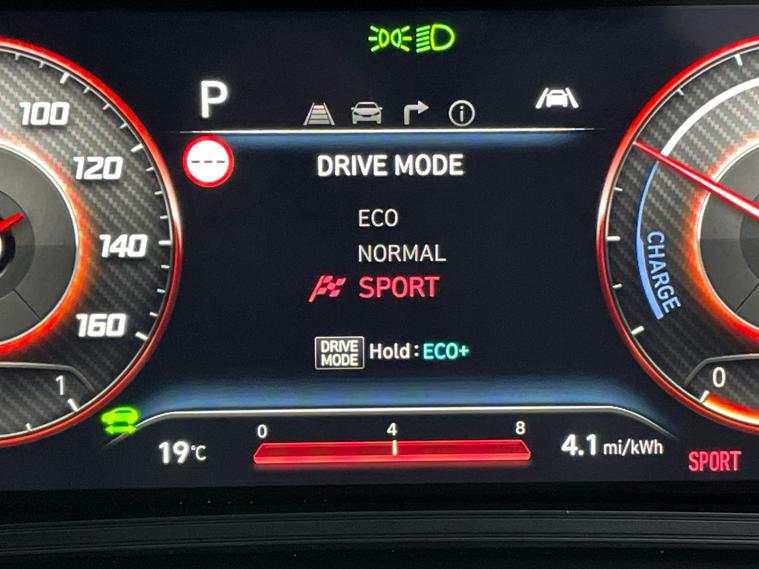 P
100
120
140
160
1
---
DRIVE MODE
ECO
NORMAL
SPORT
DRIVE MODE Hold : ECO+
CHARGE
0
0 4 8
19°C
4.1 mi/kWh
SPORT